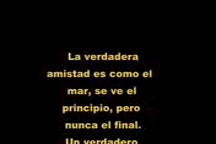 La verdadera
amistad es como el
mar, se ve el
principio, pero
nunca el final.
Un verdadero